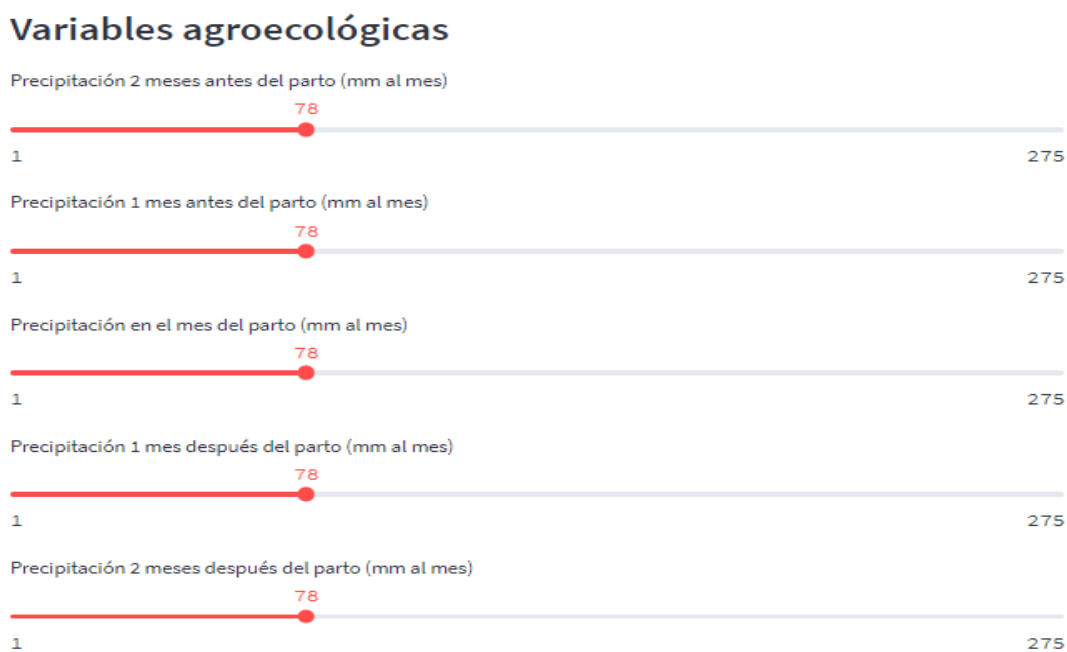 Variables agroecológicas
Precipitación 2 meses antes del parto (mm al mes)
78
1 275
Precipitación 1 mes antes del parto (mm al mes)
78
1 275
Precipitación en el mes del parto (mm al mes)
78
1 275
Precipitación 1 mes después del parto (mm al mes)
78
1 275
Precipitación 2 meses después del parto (mm al mes)
78
1 275